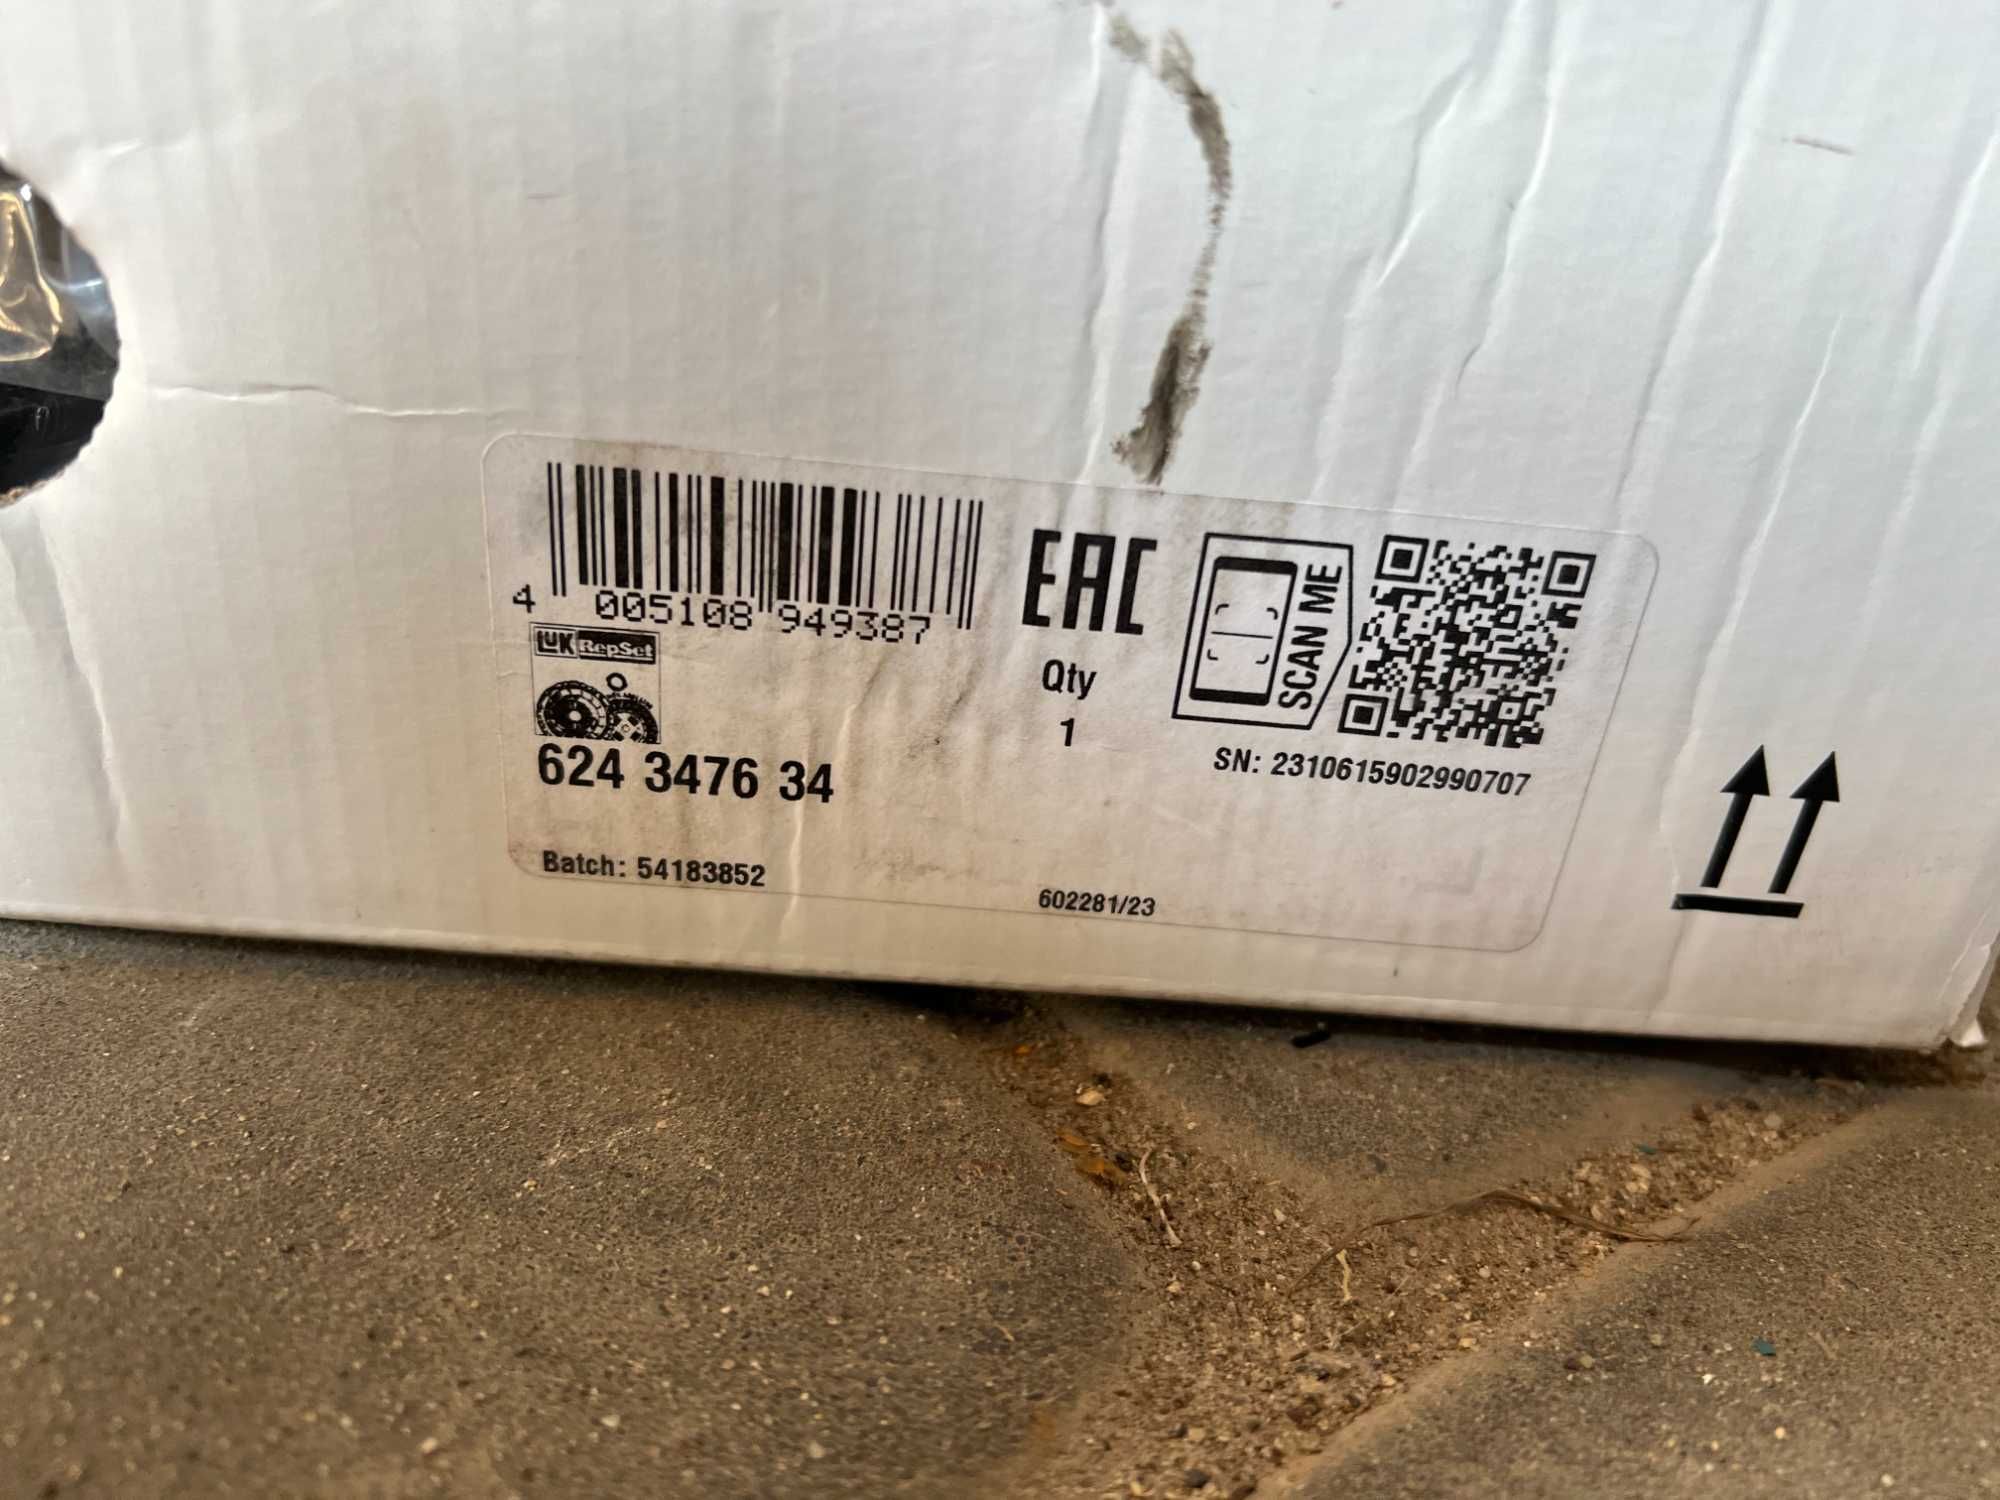 4 005108 949387
EAC
SCAN ME
LuK RepSet
Qty
1
624 3476 34
SN: 2310615902990707
Batch: 54183852
602281/23